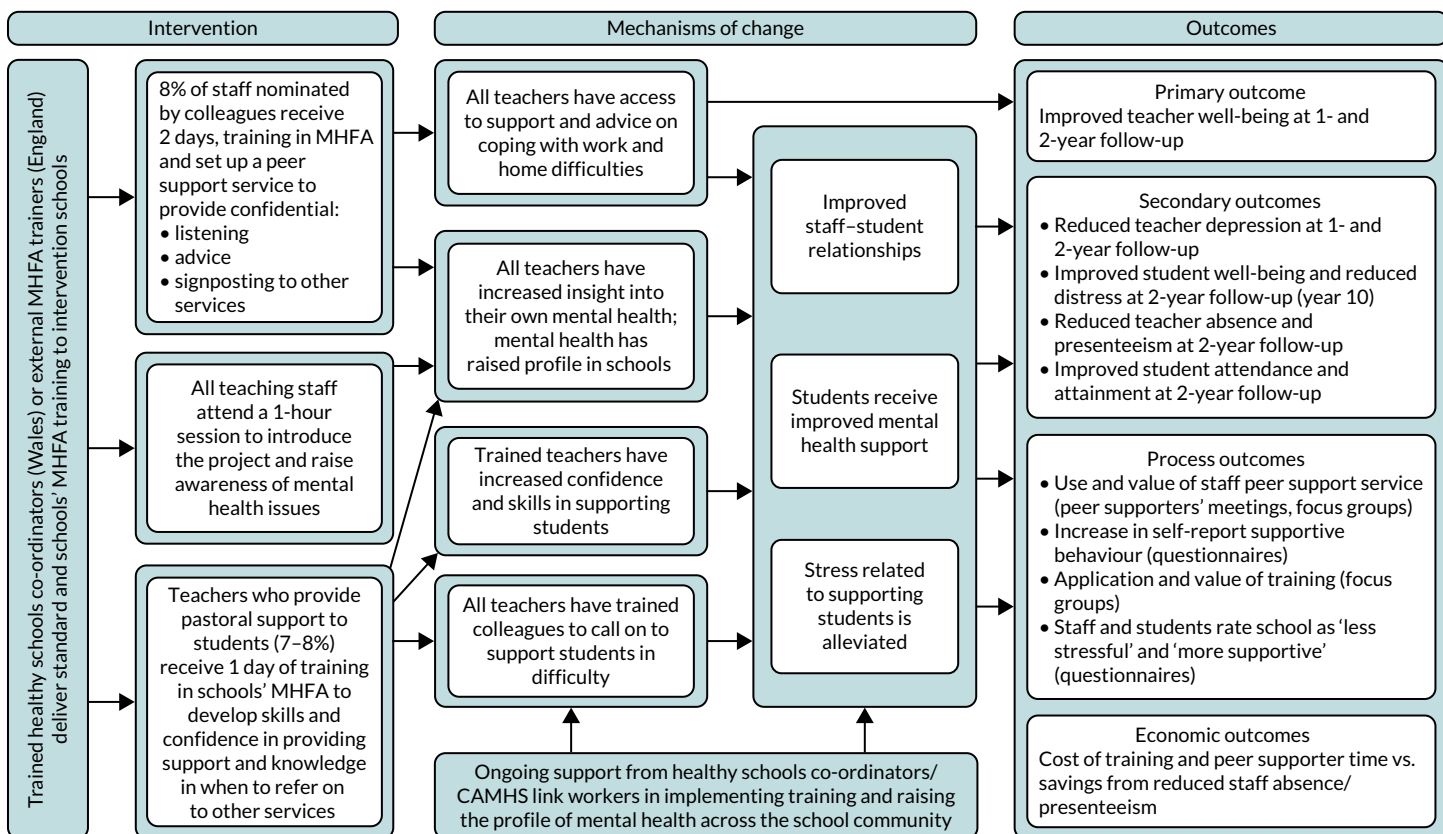 Intervention
Mechanisms of change
Outcomes
Trained healthy schools co-ordinators (Wales) or external MHFA trainers (England)
deliver standard and schools’ MHFA training to intervention schools
8% of staff nominated
by colleagues receive
2 days, training in MHFA
and set up a peer
support service to
provide confidential:
• listening
• advice
• signposting to other
services
All teaching staff
attend a 1-hour
session to introduce
the project and raise
awareness of mental
health issues
Teachers who provide
pastoral support to
students (7–8%)
receive 1 day of training
in schools’ MHFA to
develop skills and
confidence in providing
support and knowledge
in when to refer on
to other services
All teachers have access
to support and advice on
coping with work and
home difficulties
All teachers have
increased insight into
their own mental health;
mental health has
raised profile in schools
Trained teachers have
increased confidence
and skills in supporting
students
All teachers have trained
colleagues to call on to
support students in
difficulty
Improved
staff–student
relationships
Students receive
improved mental
health support
Stress related
to supporting
students is
alleviated
Ongoing support from healthy schools co-ordinators/
CAMHS link workers in implementing training and raising
the profile of mental health across the school community
Primary outcome
Improved teacher well-being at 1- and
2-year follow-up
Secondary outcomes
• Reduced teacher depression at 1- and
2-year follow-up
• Improved student well-being and reduced
distress at 2-year follow-up (year 10)
• Reduced teacher absence and
presenteeism at 2-year follow-up
• Improved student attendance and
attainment at 2-year follow-up
Process outcomes
• Use and value of staff peer support service
(peer supporters’ meetings, focus groups)
• Increase in self-report supportive
behaviour (questionnaires)
• Application and value of training (focus
groups)
• Staff and students rate school as ‘less
stressful’ and ‘more supportive’
(questionnaires)
Economic outcomes
Cost of training and peer supporter time vs.
savings from reduced staff absence/
presenteeism